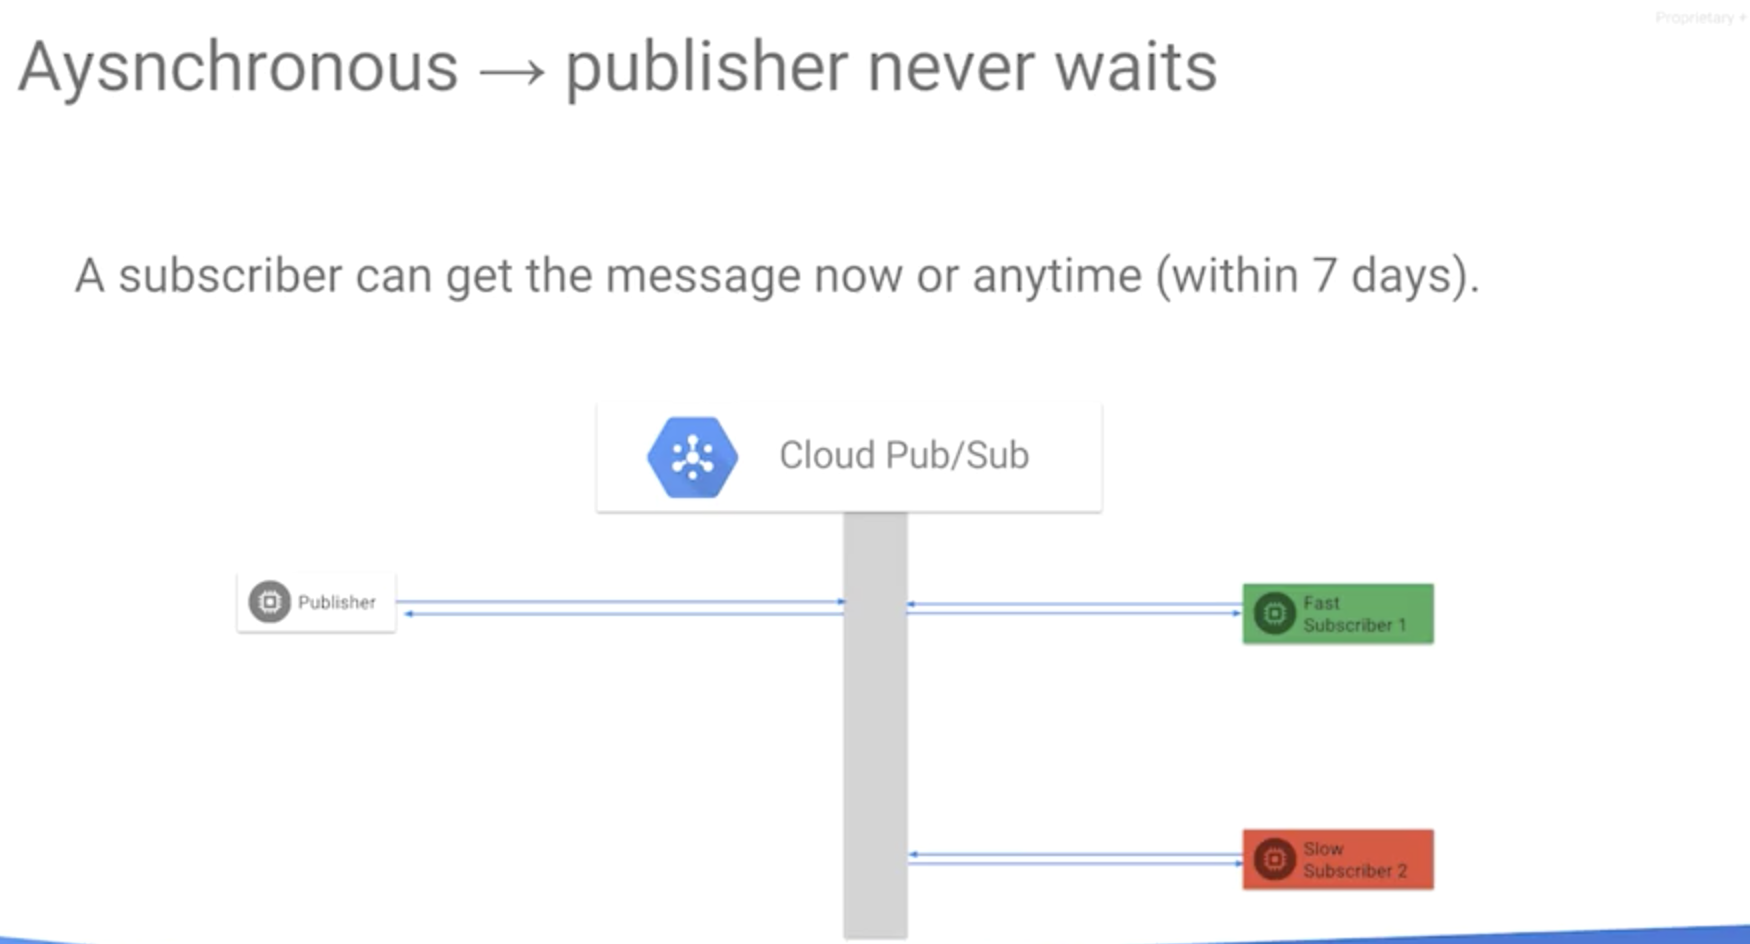 Proprietary +
Aysnchronous → publisher never waits
A subscriber can get the message now or anytime (within 7 days).
Cloud Pub/Sub
Publisher
Fast
Subscriber 1
Slow
Subscriber 2